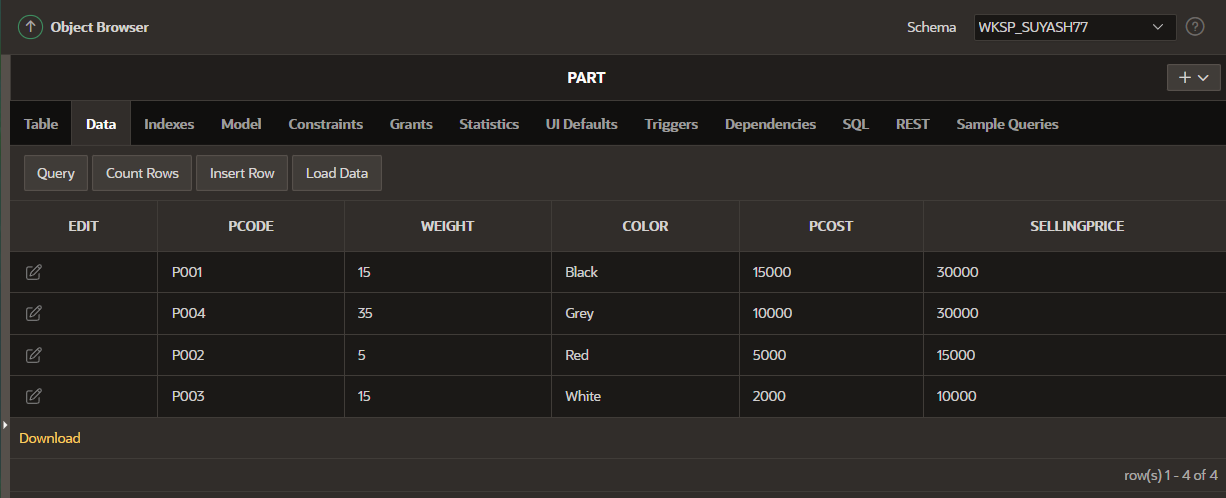 Object Browser Schema WKSP_SUYASH77 ?
PART
Table Data Indexes Model Constraints Grants Statistics UI Defaults Triggers Dependencies SQL REST Sample Queries
Query Count Rows Insert Row Load Data
EDIT PCODE WEIGHT COLOR PCOST SELLINGPRICE
P001 15 Black 15000 30000
P004 35 Grey 10000 30000
P002 5 Red 5000 15000
P003 15 White 2000 10000
Download
row(s) 1 - 4 of 4